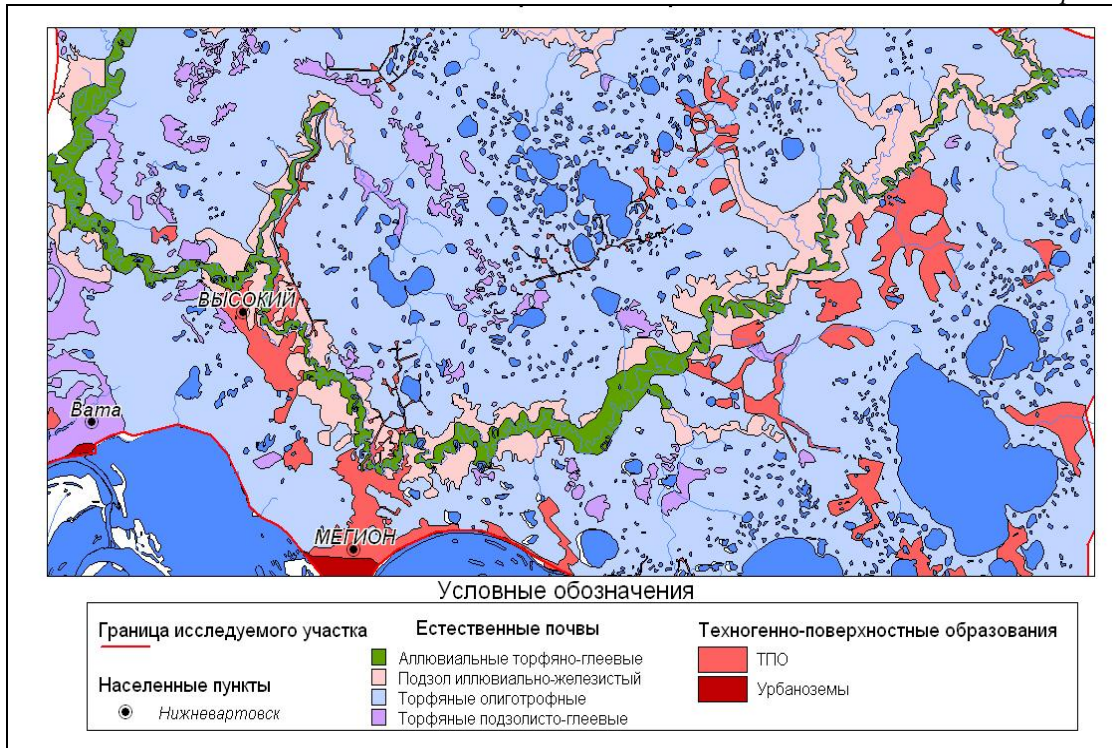 ВЫСОКИЙ
Вата
МЕГИОН
Условные обозначения
Граница исследуемого участка
Населенные пункты
Нижневартовск
Естественные почвы
Аллювиальные торфяно-глеевые
Подзол иллювиально-железистый
Торфяные олиготрофные
Торфяные подзолисто-глеевые
Техногенно-поверхностные образования
ТПО
Урбаноземы